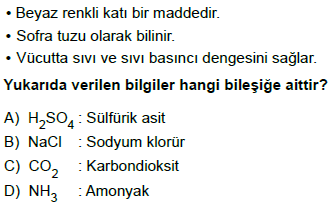 • Beyaz renkli katı bir maddedir.
• Sofra tuzu olarak bilinir.
• Vücutta sıvı ve sıvı basıncı dengesini sağlar.
Yukarıda verilen bilgiler hangi bileşiğe aittir?
A) H₂SO₄ : Sülfürik asit
B) NaCl : Sodyum klorür
C) CO₂ : Karbondioksit
D) NH₃ : Amonyak